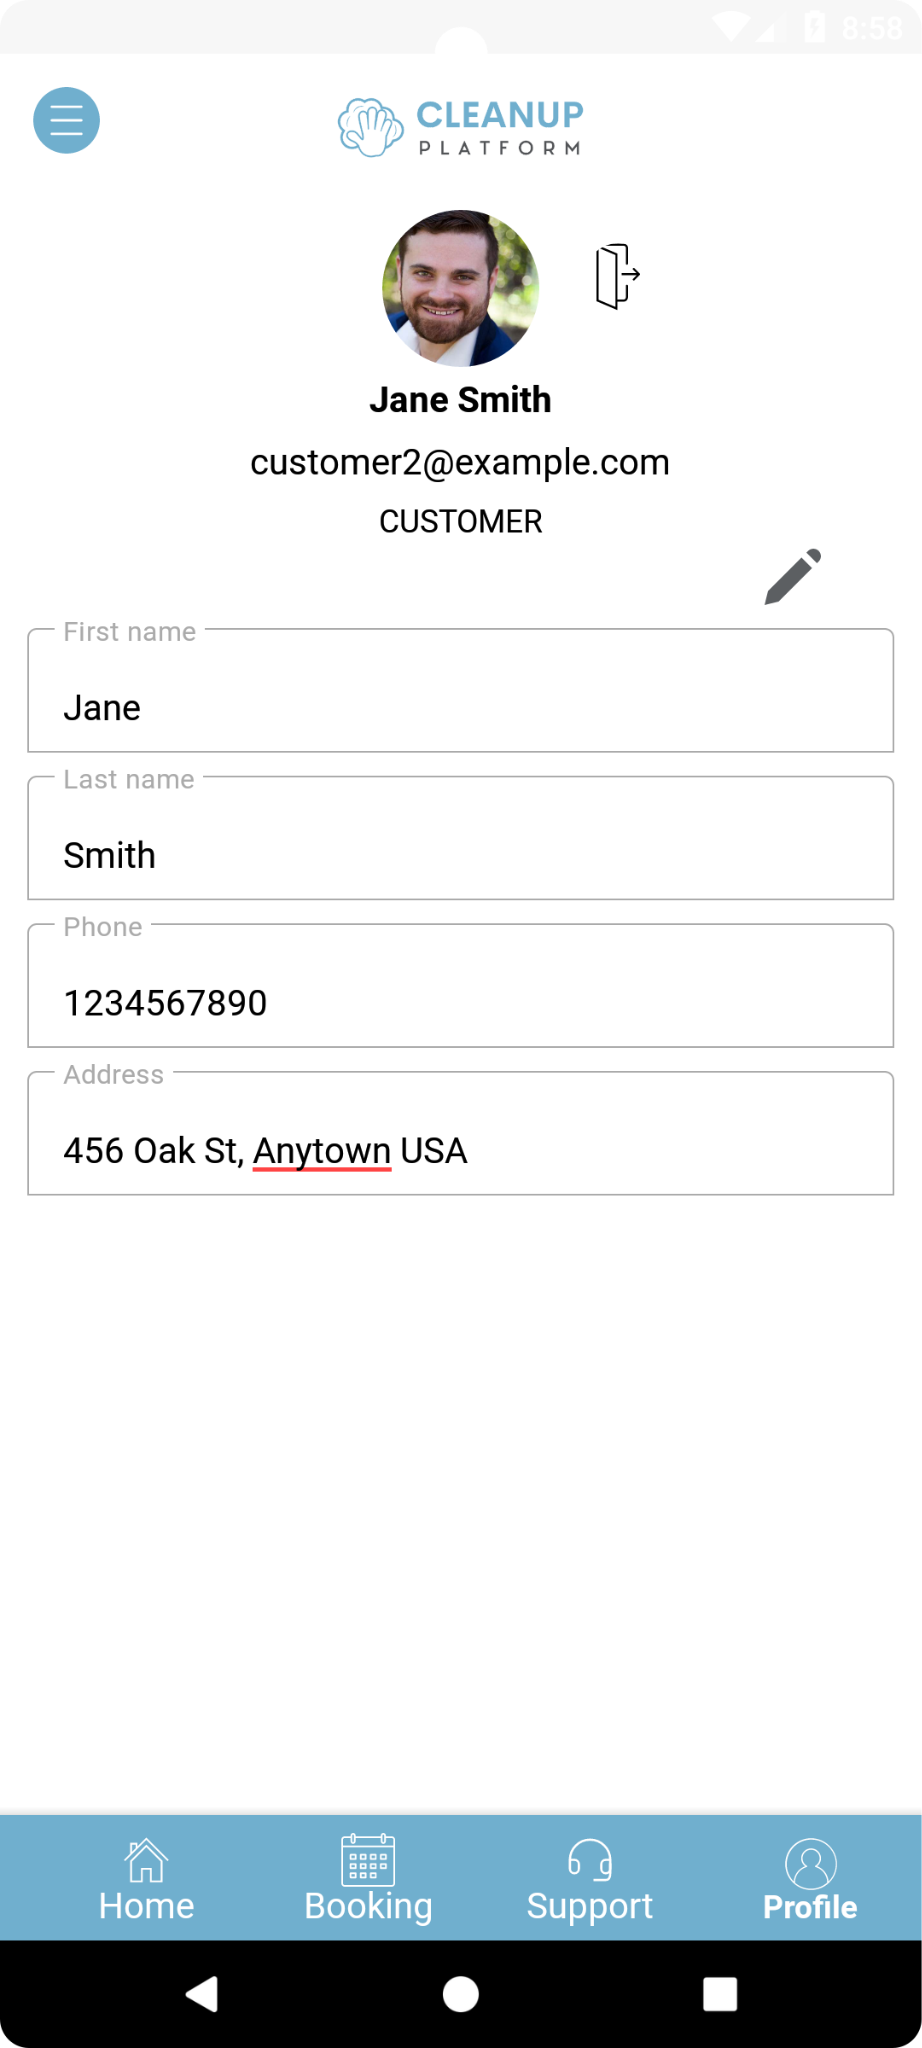 8:58
CLEANUP
PLATFORM
Jane Smith
customer2@example.com
CUSTOMER
First name
Jane
Last name
Smith
Phone
1234567890
Address
456 Oak St, Anytown USA
Home
Booking
Support
Profile